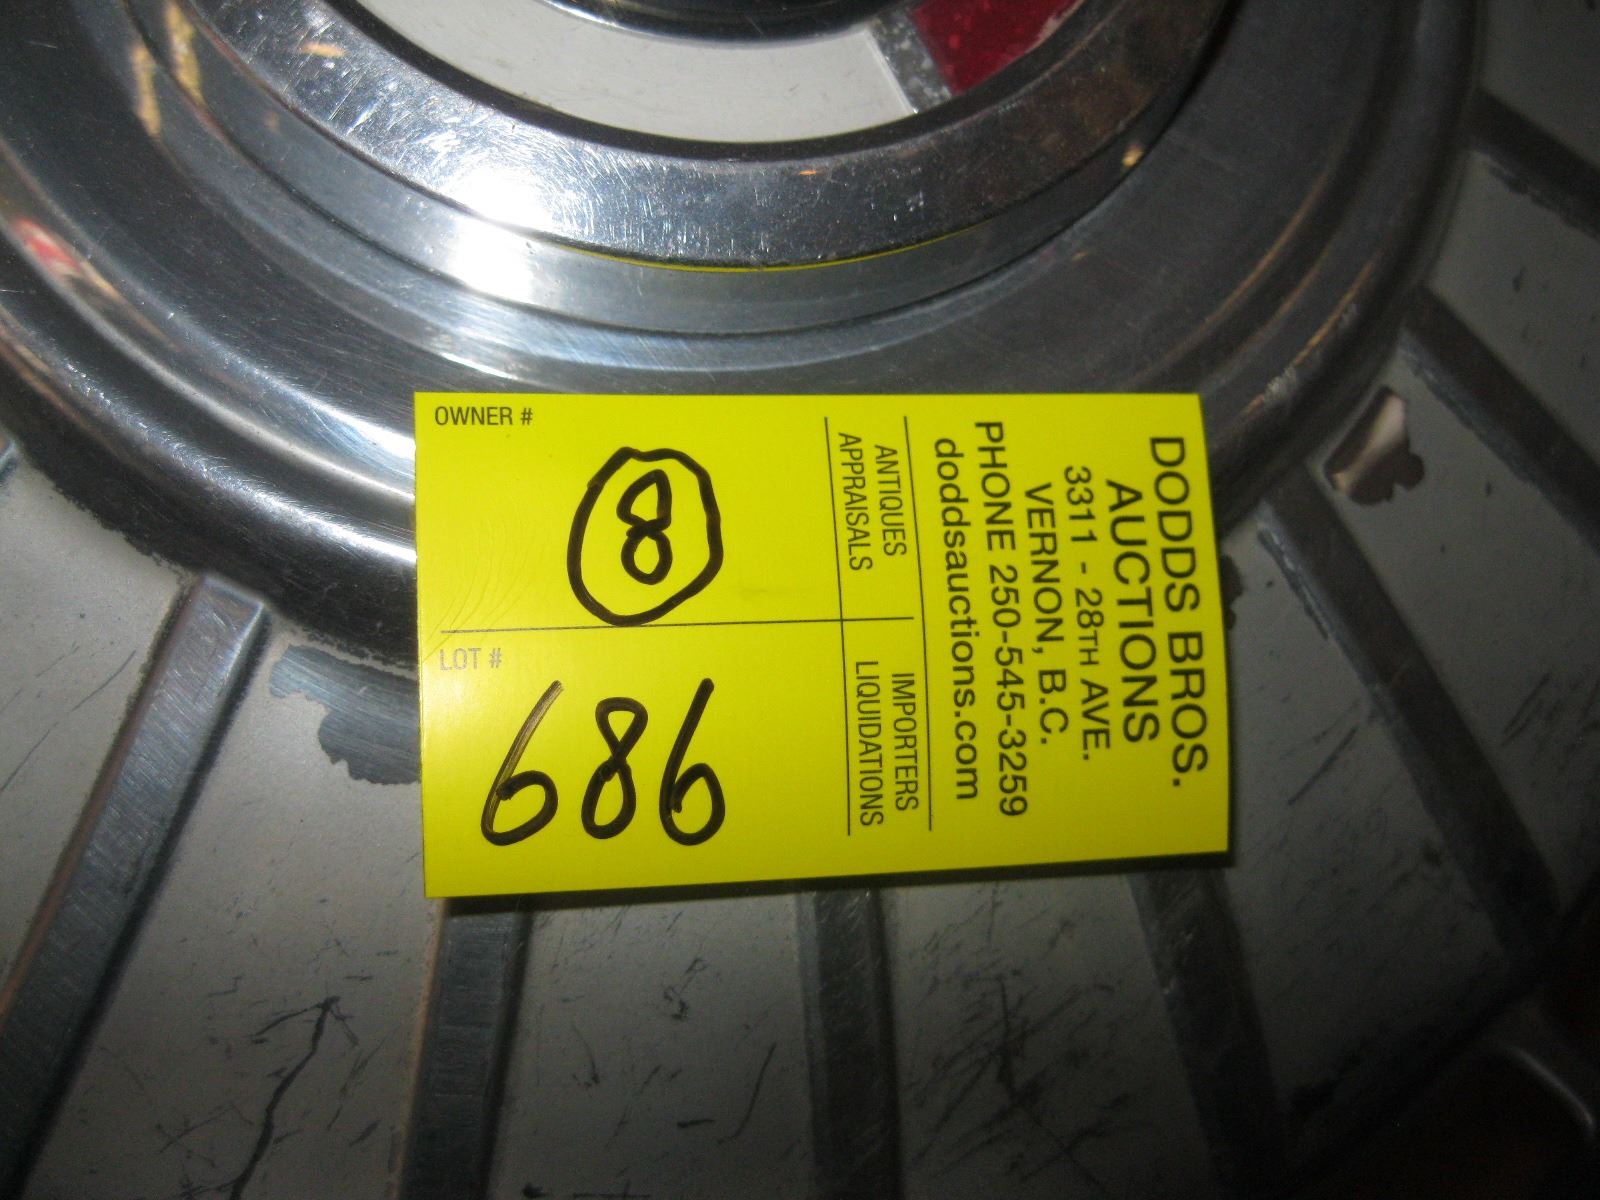 DODDS BROS.
AUCTIONS
3311 - 28TH AVE.
VERNON, B.C.
PHONE 250-545-3259
doddsauctions.com
ANTIQUES IMPORTERS
APPRAISALS LIQUIDATIONS
OWNER #
8
LOT #
686